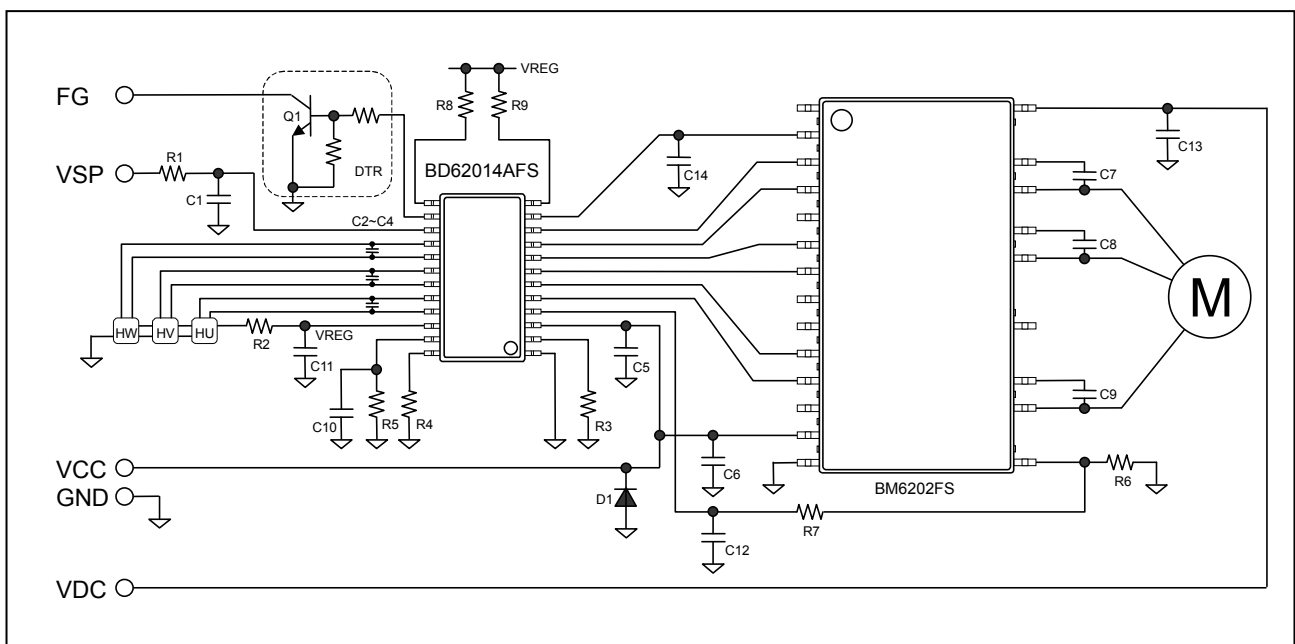 VREG
R8
R9
FG
Q1
DTR
VSP
R1
C1
BD62014AFS
C14
C13
C7
C2~C4
C8
M
HW
HV
HU
R2
VREG
C11
C5
C9
C10
R5
R4
R3
VCC
GND
D1
C6
BM6202FS
R6
R7
C12
VDC